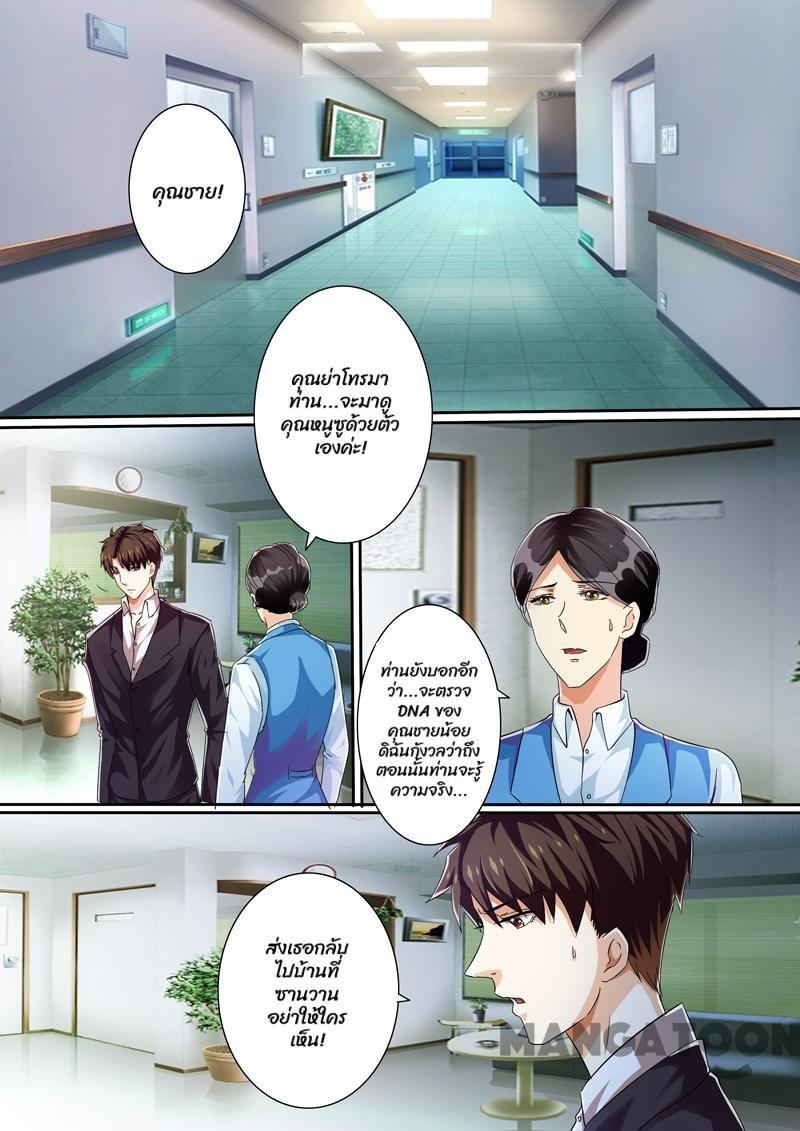 คุณชาย!
คุณย่าโทรมา
ท่าน...จะมาดู
คุณหนูซูด้วยตัว
เองค่ะ!
ท่านยังบอกอีก
ว่า...จะตรวจ
DNA ของ
คุณชายน้อย
ดิฉันกังวลว่าถึง
ตอนนั้นท่านจะรู้
ความจริง...
ส่งเธอกลับ
ไปบ้านที่
ซานวาน
อย่าให้ใคร
เห็น!
MANGATOON